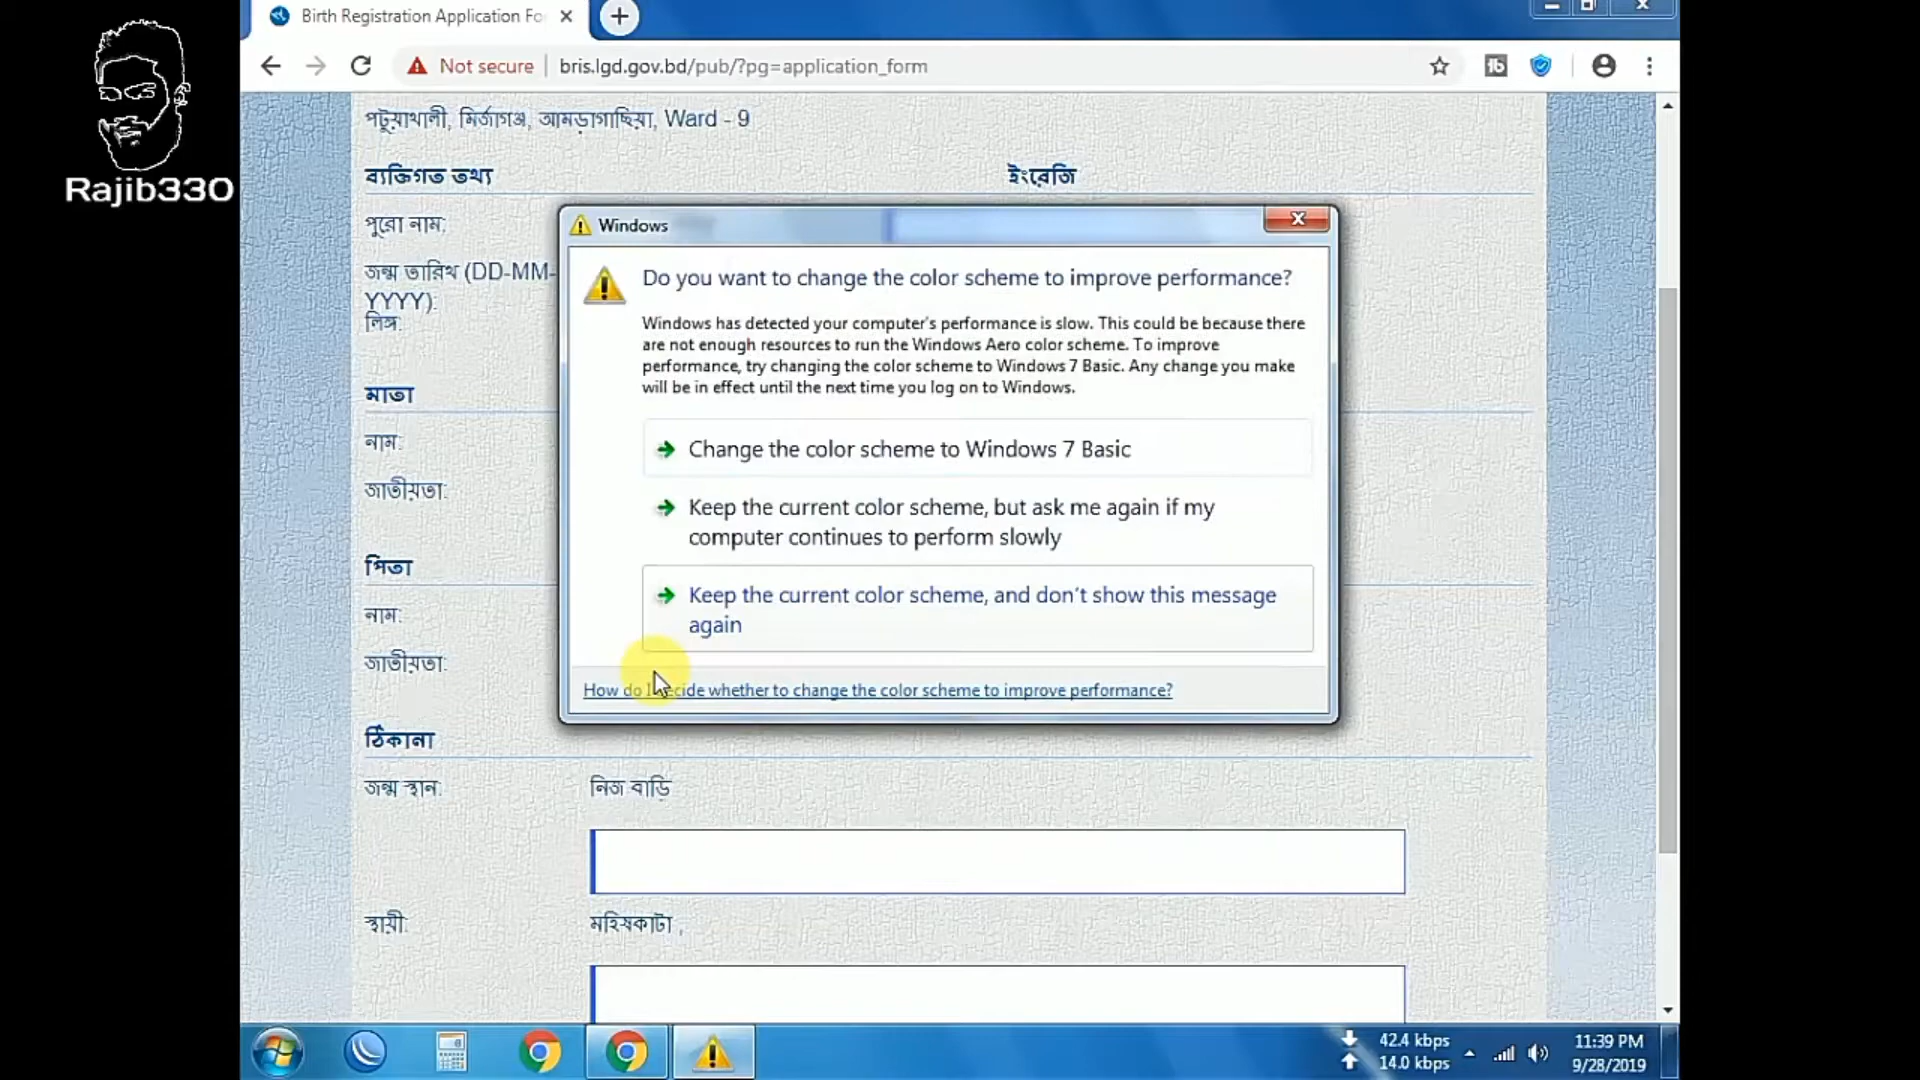 Birth Registration Application Fo
Not secure
bris.lgd.gov.bd/pub/?pg=application_form
Rajib330
পটুয়াখালী, মির্জাগঞ্জ, আমড়াগাছিয়া, Ward - 9
ব্যক্তিগত তথ্য ইংরেজি
পুরো নাম:
জন্ম তারিখ (DD-MM-
YYYY):
লিঙ্গ:
মাতা
নাম:
জাতীয়তা:
পিতা
নাম:
জাতীয়তা:
Windows
Do you want to change the color scheme to improve performance?
Windows has detected your computer's performance is slow. This could be because there
are not enough resources to run the Windows Aero color scheme. To improve
performance, try changing the color scheme to Windows 7 Basic. Any change you make
will be in effect until the next time you log on to Windows.
Change the color scheme to Windows 7 Basic
Keep the current color scheme, but ask me again if my
computer continues to perform slowly
Keep the current color scheme, and don't show this message
again
How do I decide whether to change the color scheme to improve performance?
ঠিকানা
জন্ম স্থান: নিজ বাড়ি
স্থায়ী: মহিষকাটা ,
42.4 kbps
14.0 kbps
11:39 PM
9/28/2019